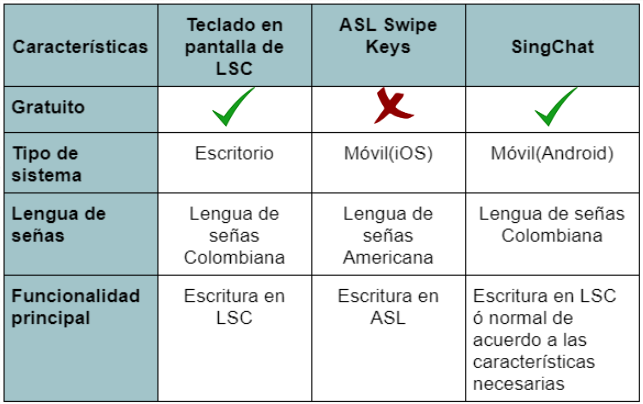 Características
Teclado en
pantalla de
LSC
ASL Swipe
Keys
SingChat
Gratuito
Tipo de
sistema
Escritorio
Móvil(iOS)
Móvil(Android)
Lengua de
señas
Lengua de
señas
Colombiana
Lengua de
señas
Americana
Lengua de señas
Colombiana
Funcionalidad
principal
Escritura en
LSC
Escritura en
ASL
Escritura en LSC
ó normal de
acuerdo a las
características
necesarias